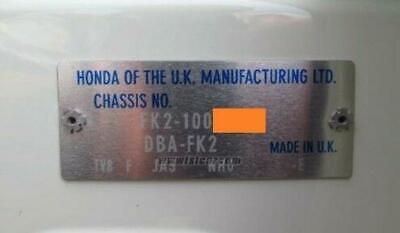 HONDA OF THE U.K. MANUFACTURING LTD.
CHASSIS NO.
FK2-100
DBA-FK2 MADE IN U.K.
F -E